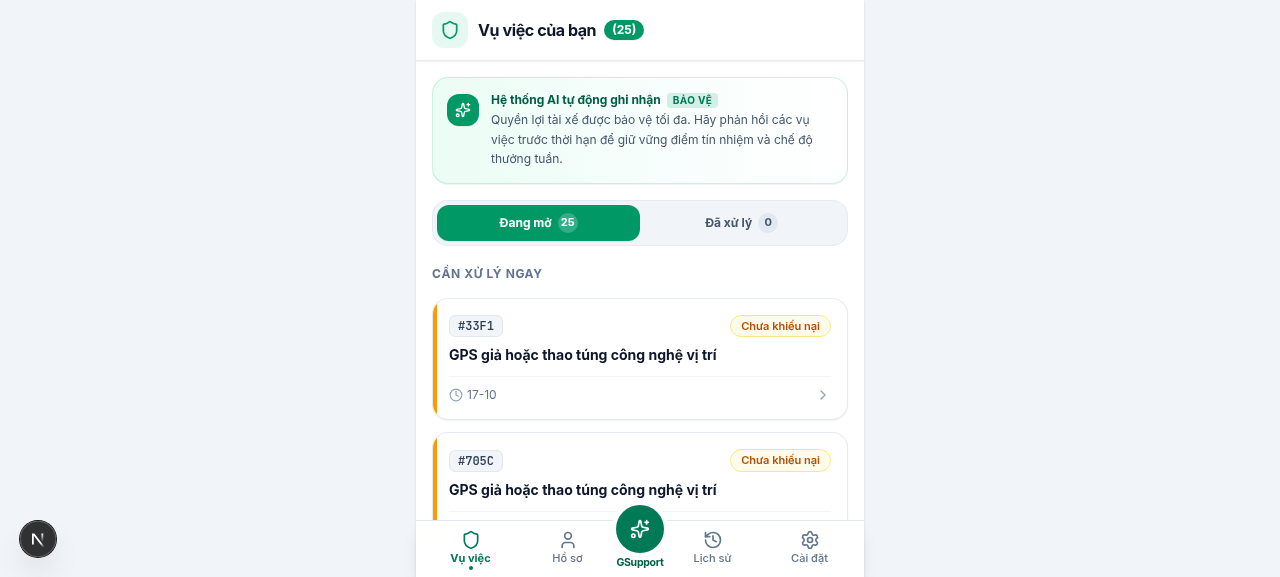 Vụ việc của bạn (25)
Hệ thống AI tự động ghi nhận BẢO VỆ
Quyền lợi tài xế được bảo vệ tối đa. Hãy phản hồi các vụ
việc trước thời hạn để giữ vững điểm tín nhiệm và chế độ
thưởng tuần.
Đang mở 25
Đã xử lý 0
CẦN XỬ LÝ NGAY
#33F1
Chưa khiếu nại
GPS giả hoặc thao túng công nghệ vị trí
17-10
#705C
Chưa khiếu nại
GPS giả hoặc thao túng công nghệ vị trí
Vụ việc
Hồ sơ
GSupport
Lịch sử
Cài đặt
N